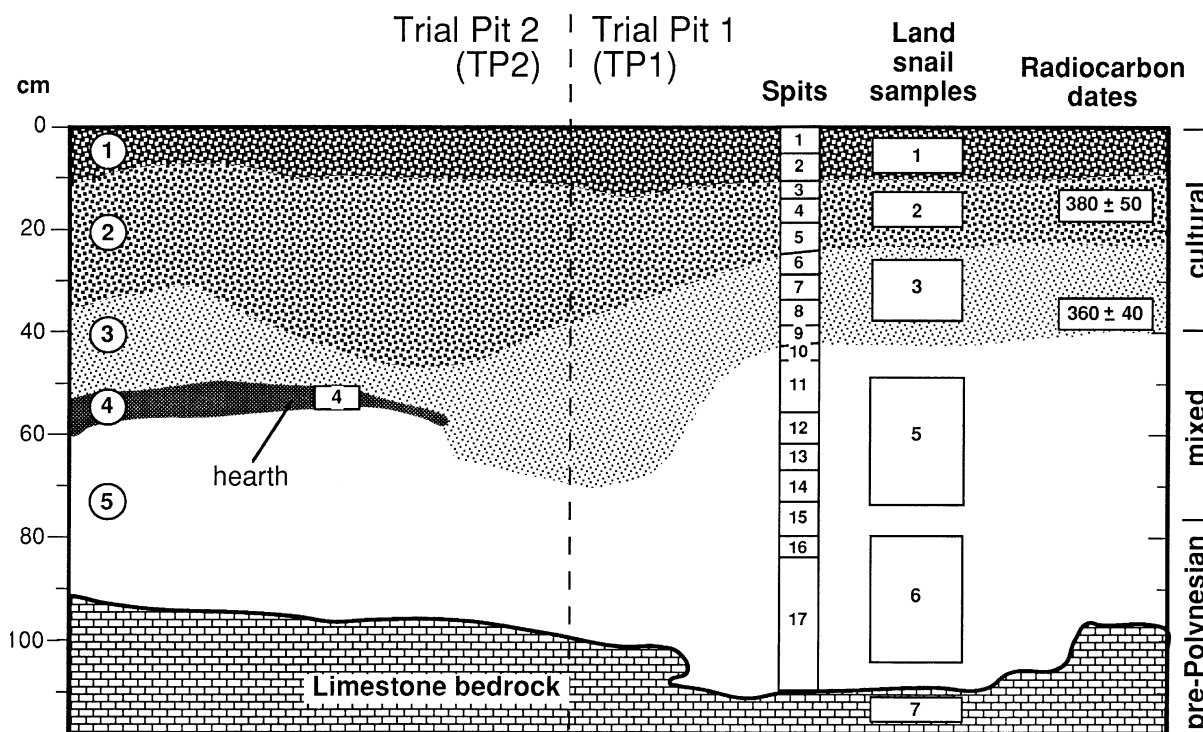 Trial Pit 2
(TP2)
Trial Pit 1
(TP1)
Land
snail
samples
Radiocarbon
dates
Spits
cm
0
20
40
60
80
100
1
2
3
4
5
hearth
4
Limestone bedrock
1
2
3
4
5
6
7
8
9
10
11
12
13
14
15
16
17
1
2
3
5
6
7
380 ± 50
360 ± 40
cultural
mixed
pre-Polynesian